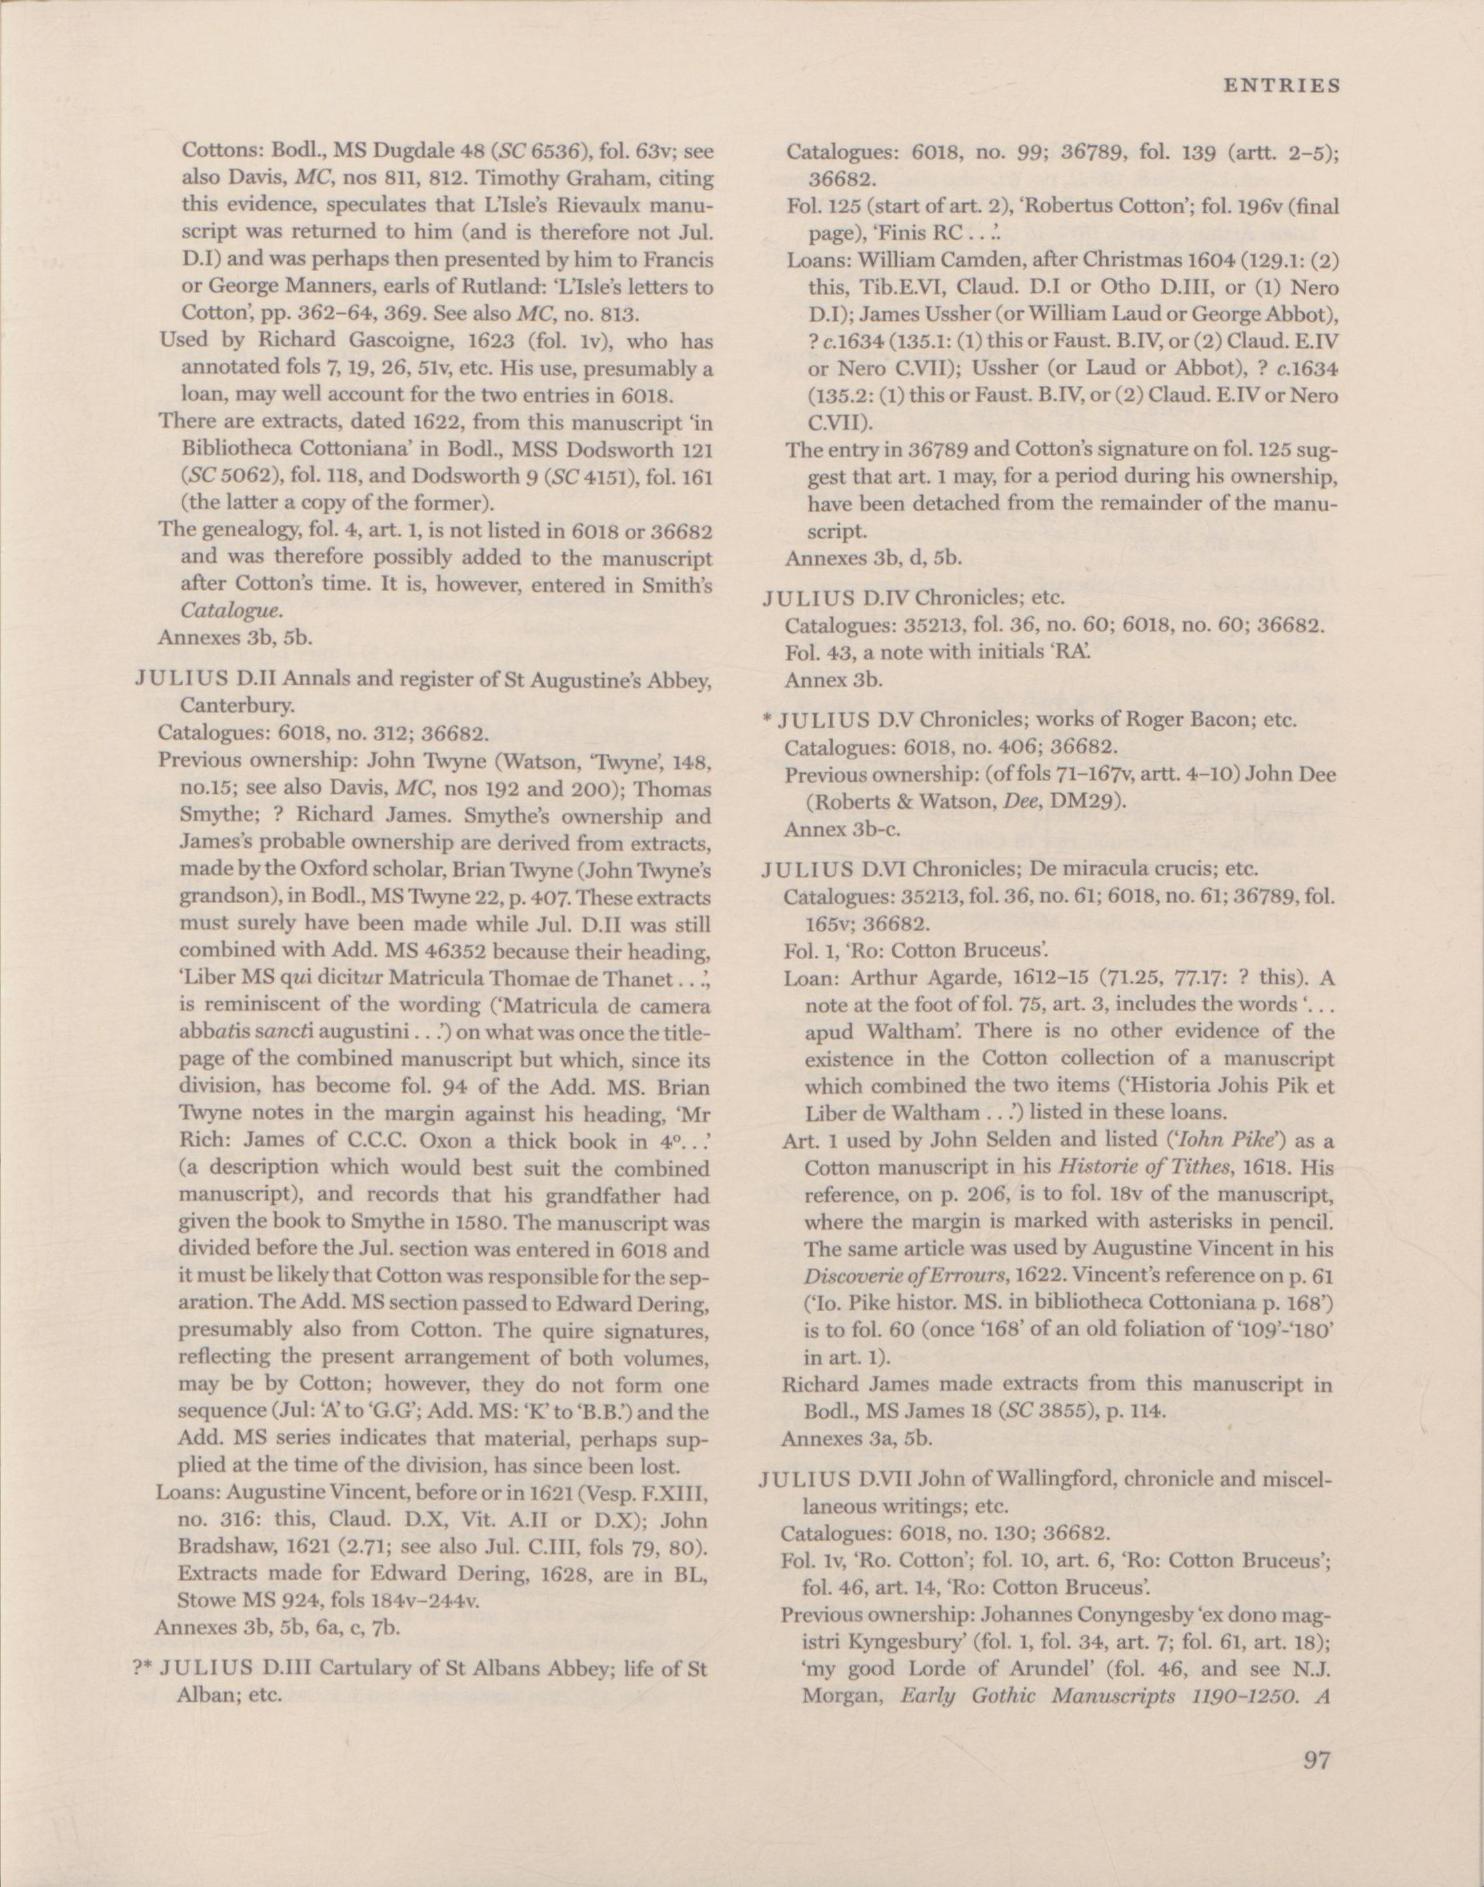 ENTRIES
Cottons: Bodl., MS Dugdale 48 (SC 6536), fol. 63v; see
also Davis, MC, nos 811, 812. Timothy Graham, citing
this evidence, speculates that L'Isle's Rievaulx manu-
script was returned to him (and is therefore not Jul.
D.I) and was perhaps then presented by him to Francis
or George Manners, earls of Rutland: 'L'Isle's letters to
Cotton', pp. 362–64, 369. See also MC, no. 813.
Used by Richard Gascoigne, 1623 (fol. 1v), who has
annotated fols 7, 19, 26, 51v, etc. His use, presumably a
loan, may well account for the two entries in 6018.
There are extracts, dated 1622, from this manuscript 'in
Bibliotheca Cottoniana' in Bodl., MSS Dodsworth 121
(SC 5062), fol. 118, and Dodsworth 9 (SC 4151), fol. 161
(the latter a copy of the former).
The genealogy, fol. 4, art. 1, is not listed in 6018 or 36682
and was therefore possibly added to the manuscript
after Cotton's time. It is, however, entered in Smith's
Catalogue.
Annexes 3b, 5b.
JULIUS D.II Annals and register of St Augustine's Abbey,
Canterbury.
Catalogues: 6018, no. 312; 36682.
Previous ownership: John Twyne (Watson, 'Twyne', 148,
no.15; see also Davis, MC, nos 192 and 200); Thomas
Smythe; ? Richard James. Smythe's ownership and
James's probable ownership are derived from extracts,
made by the Oxford scholar, Brian Twyne (John Twyne's
grandson), in Bodl., MS Twyne 22, p. 407. These extracts
must surely have been made while Jul. D.II was still
combined with Add. MS 46352 because their heading,
'Liber MS qui dicitur Matricula Thomae de Thanet . . .',
is reminiscent of the wording ('Matricula de camera
abbatis sancti augustini . . .') on what was once the title-
page of the combined manuscript but which, since its
division, has become fol. 94 of the Add. MS. Brian
Twyne notes in the margin against his heading, 'Mr
Rich: James of C.C.C. Oxon a thick book in 4º. . .'
(a description which would best suit the combined
manuscript), and records that his grandfather had
given the book to Smythe in 1580. The manuscript was
divided before the Jul. section was entered in 6018 and
it must be likely that Cotton was responsible for the sep-
aration. The Add. MS section passed to Edward Dering,
presumably also from Cotton. The quire signatures,
reflecting the present arrangement of both volumes,
may be by Cotton; however, they do not form one
sequence (Jul: 'A' to 'G.G'; Add. MS: 'K' to 'B.B.') and the
Add. MS series indicates that material, perhaps sup-
plied at the time of the division, has since been lost.
Loans: Augustine Vincent, before or in 1621 (Vesp. F.XIII,
no. 316: this, Claud. D.X, Vit. A.II or D.X); John
Bradshaw, 1621 (2.71; see also Jul. C.III, fols 79, 80).
Extracts made for Edward Dering, 1628, are in BL,
Stowe MS 924, fols 184v–244v.
Annexes 3b, 5b, 6a, c, 7b.
?* JULIUS D.III Cartulary of St Albans Abbey; life of St
Alban; etc.
Catalogues: 6018, no. 99; 36789, fol. 139 (artt. 2–5);
36682.
Fol. 125 (start of art. 2), 'Robertus Cotton'; fol. 196v (final
page), 'Finis RC . . .'.
Loans: William Camden, after Christmas 1604 (129.1: (2)
this, Tib.E.VI, Claud. D.I or Otho D.III, or (1) Nero
D.I); James Ussher (or William Laud or George Abbot),
? c.1634 (135.1: (1) this or Faust. B.IV, or (2) Claud. E.IV
or Nero C.VII); Ussher (or Laud or Abbot), ? c.1634
(135.2: (1) this or Faust. B.IV, or (2) Claud. E.IV or Nero
C.VII).
The entry in 36789 and Cotton's signature on fol. 125 sug-
gest that art. 1 may, for a period during his ownership,
have been detached from the remainder of the manu-
script.
Annexes 3b, d, 5b.
JULIUS D.IV Chronicles; etc.
Catalogues: 35213, fol. 36, no. 60; 6018, no. 60; 36682.
Fol. 43, a note with initials 'RA'.
Annex 3b.
* JULIUS D.V Chronicles; works of Roger Bacon; etc.
Catalogues: 6018, no. 406; 36682.
Previous ownership: (of fols 71–167v, artt. 4–10) John Dee
(Roberts & Watson, Dee, DM29).
Annex 3b-c.
JULIUS D.VI Chronicles; De miracula crucis; etc.
Catalogues: 35213, fol. 36, no. 61; 6018, no. 61; 36789, fol.
165v; 36682.
Fol. 1, 'Ro: Cotton Bruceus'.
Loan: Arthur Agarde, 1612–15 (71.25, 77.17: ? this). A
note at the foot of fol. 75, art. 3, includes the words '. . .
apud Waltham'. There is no other evidence of the
existence in the Cotton collection of a manuscript
which combined the two items ('Historia Johis Pik et
Liber de Waltham . . .') listed in these loans.
Art. 1 used by John Selden and listed ('Iohn Pike') as a
Cotton manuscript in his Historie of Tithes, 1618. His
reference, on p. 206, is to fol. 18v of the manuscript,
where the margin is marked with asterisks in pencil.
The same article was used by Augustine Vincent in his
Discoverie of Errours, 1622. Vincent's reference on p. 61
('Io. Pike histor. MS. in bibliotheca Cottoniana p. 168')
is to fol. 60 (once '168' of an old foliation of '109'-'180'
in art. 1).
Richard James made extracts from this manuscript in
Bodl., MS James 18 (SC 3855), p. 114.
Annexes 3a, 5b.
JULIUS D.VII John of Wallingford, chronicle and miscel-
laneous writings; etc.
Catalogues: 6018, no. 130; 36682.
Fol. 1v, 'Ro. Cotton'; fol. 10, art. 6, 'Ro: Cotton Bruceus';
fol. 46, art. 14, 'Ro: Cotton Bruceus'.
Previous ownership: Johannes Conyngesby 'ex dono mag-
istri Kyngesbury' (fol. 1, fol. 34, art. 7; fol. 61, art. 18);
'my good Lorde of Arundel' (fol. 46, and see N.J.
Morgan, Early Gothic Manuscripts 1190–1250. A
97